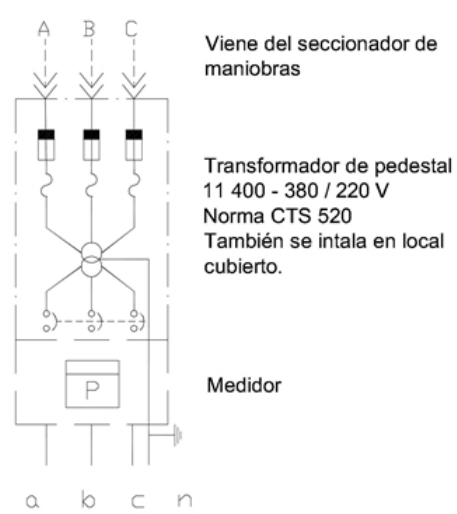 A B C
Viene del seccionador de
maniobras
Transformador de pedestal
11 400 - 380 / 220 V
Norma CTS 520
También se intala en local
cubierto.
P
Medidor
a b c n